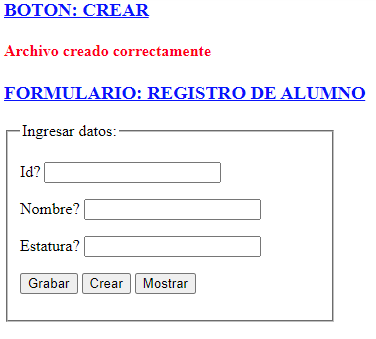 BOTON: CREAR
Archivo creado correctamente
FORMULARIO: REGISTRO DE ALUMNO
Ingresar datos:
Id?
Nombre?
Estatura?
Grabar Crear Mostrar